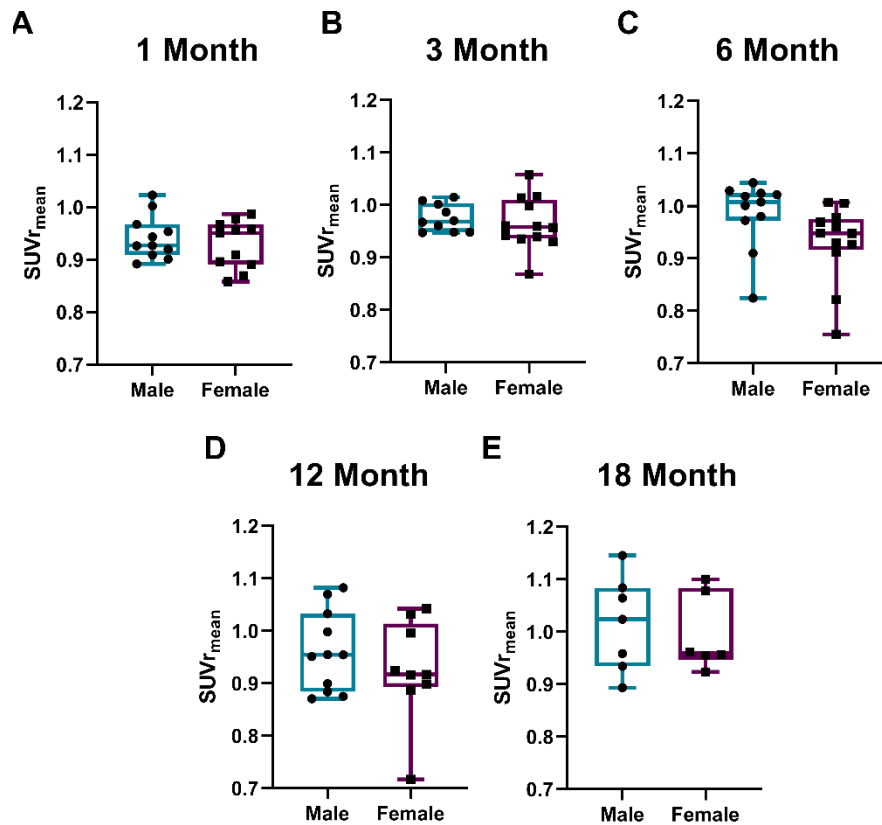 A
1 Month
SUVrmean
1.2
1.1
1.0
0.9
0.8
0.7
Male Female
B
3 Month
SUVrmean
1.2
1.1
1.0
0.9
0.8
0.7
Male Female
C
6 Month
SUVrmean
1.2
1.1
1.0
0.9
0.8
0.7
Male Female
D
12 Month
SUVrmean
1.2
1.1
1.0
0.9
0.8
0.7
Male Female
E
18 Month
SUVrmean
1.2
1.1
1.0
0.9
0.8
0.7
Male Female